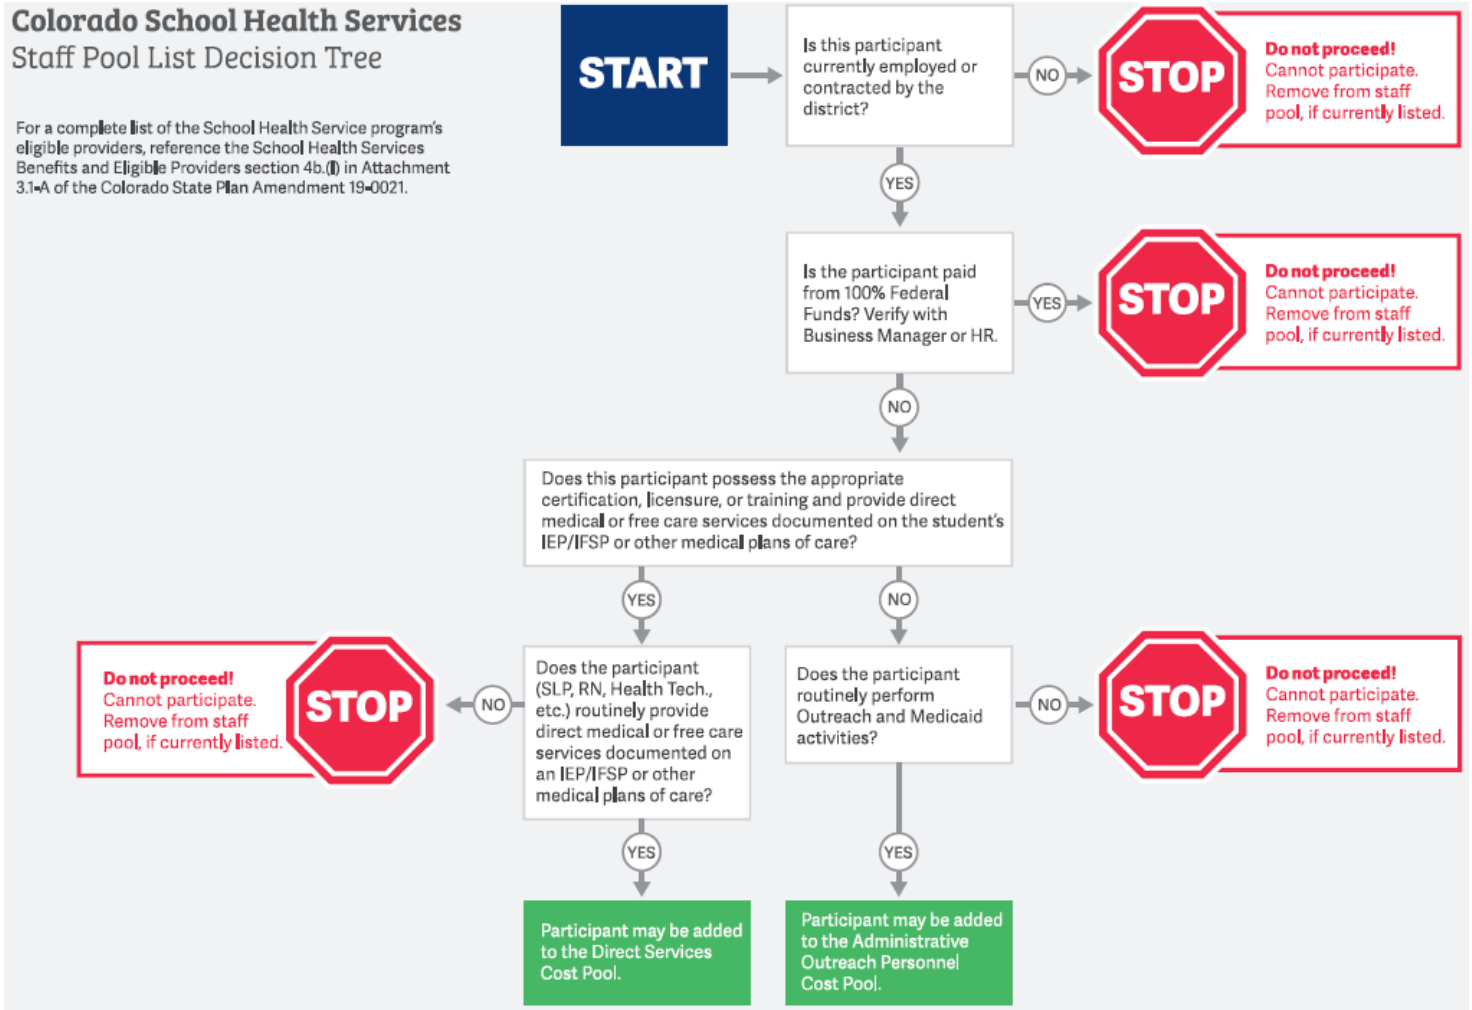 Colorado School Health Services
Staff Pool List Decision Tree
For a complete list of the School Health Service program's
eligible providers, reference the School Health Services
Benefits and Eligible Providers section 4b.(I) in Attachment
3.1-A of the Colorado State Plan Amendment 19-0021.
START
Is this participant
currently employed or
contracted by the
district?
NO
STOP
Do not proceed!
Cannot participate.
Remove from staff
pool, if currently listed.
YES
Is the participant paid
from 100% Federal
Funds? Verify with
Business Manager or HR.
YES
STOP
Do not proceed!
Cannot participate.
Remove from staff
pool, if currently listed.
NO
Does this participant possess the appropriate
certification, licensure, or training and provide direct
medical or free care services documented on the student's
IEP/IFSP or other medical plans of care?
YES
NO
Do not proceed!
Cannot participate.
Remove from staff
pool, if currently listed.
STOP
NO
Does the participant
(SLP, RN, Health Tech.,
etc.) routinely provide
direct medical or free care
services documented on
an IEP/IFSP or other
medical plans of care?
Does the participant
routinely perform
Outreach and Medicaid
activities?
NO
STOP
Do not proceed!
Cannot participate.
Remove from staff
pool, if currently listed.
YES
YES
Participant may be added
to the Direct Services
Cost Pool.
Participant may be added
to the Administrative
Outreach Personnel
Cost Pool.